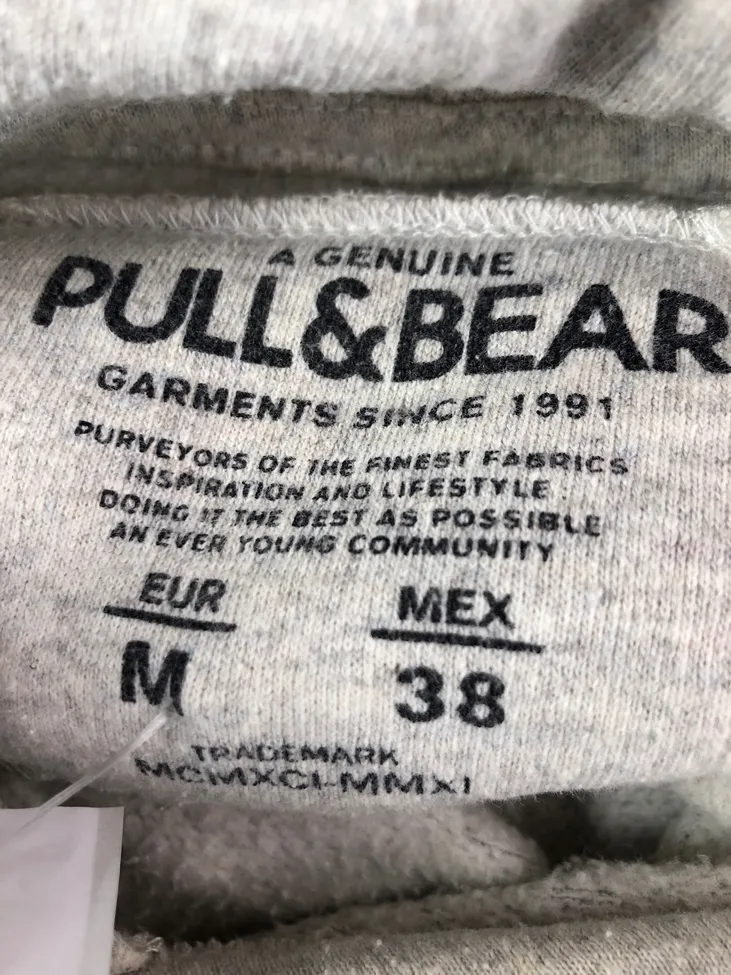 A GENUINE
PULL&BEAR
GARMENTS SINCE 1991
PURVEYORS OF THE FINEST FABRICS
INSPIRATION AND LIFESTYLE
DOING IT THE BEST AS POSSIBLE
AN EVER YOUNG COMMUNITY
EUR MEX
M 38
TRADEMARK
MCMXCI-MMXI